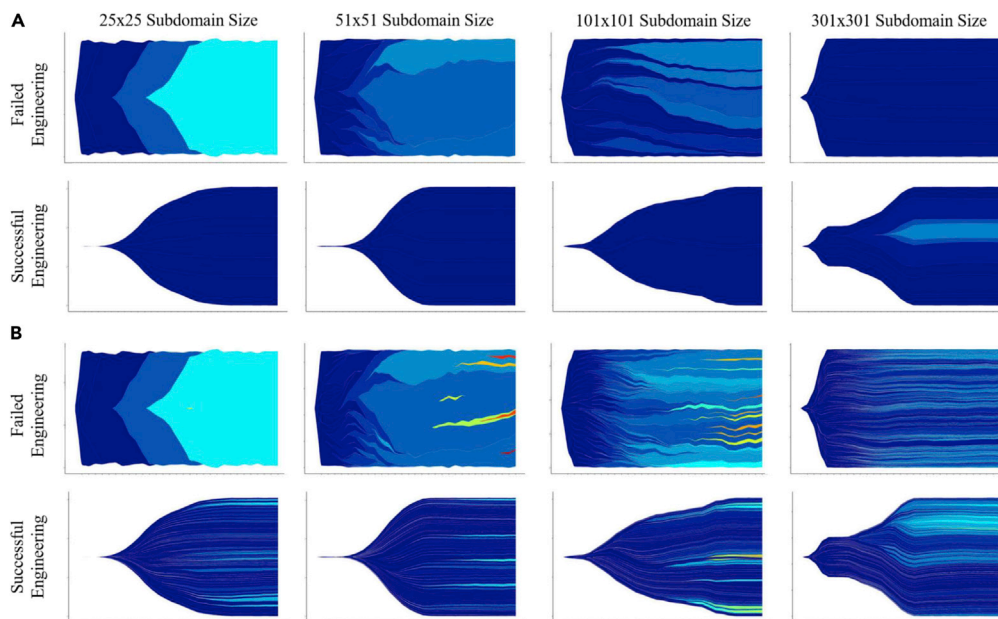 A
25x25 Subdomain Size
51x51 Subdomain Size
101x101 Subdomain Size
301x301 Subdomain Size
Failed
Engineering
Successful
Engineering
B
Failed
Engineering
Successful
Engineering